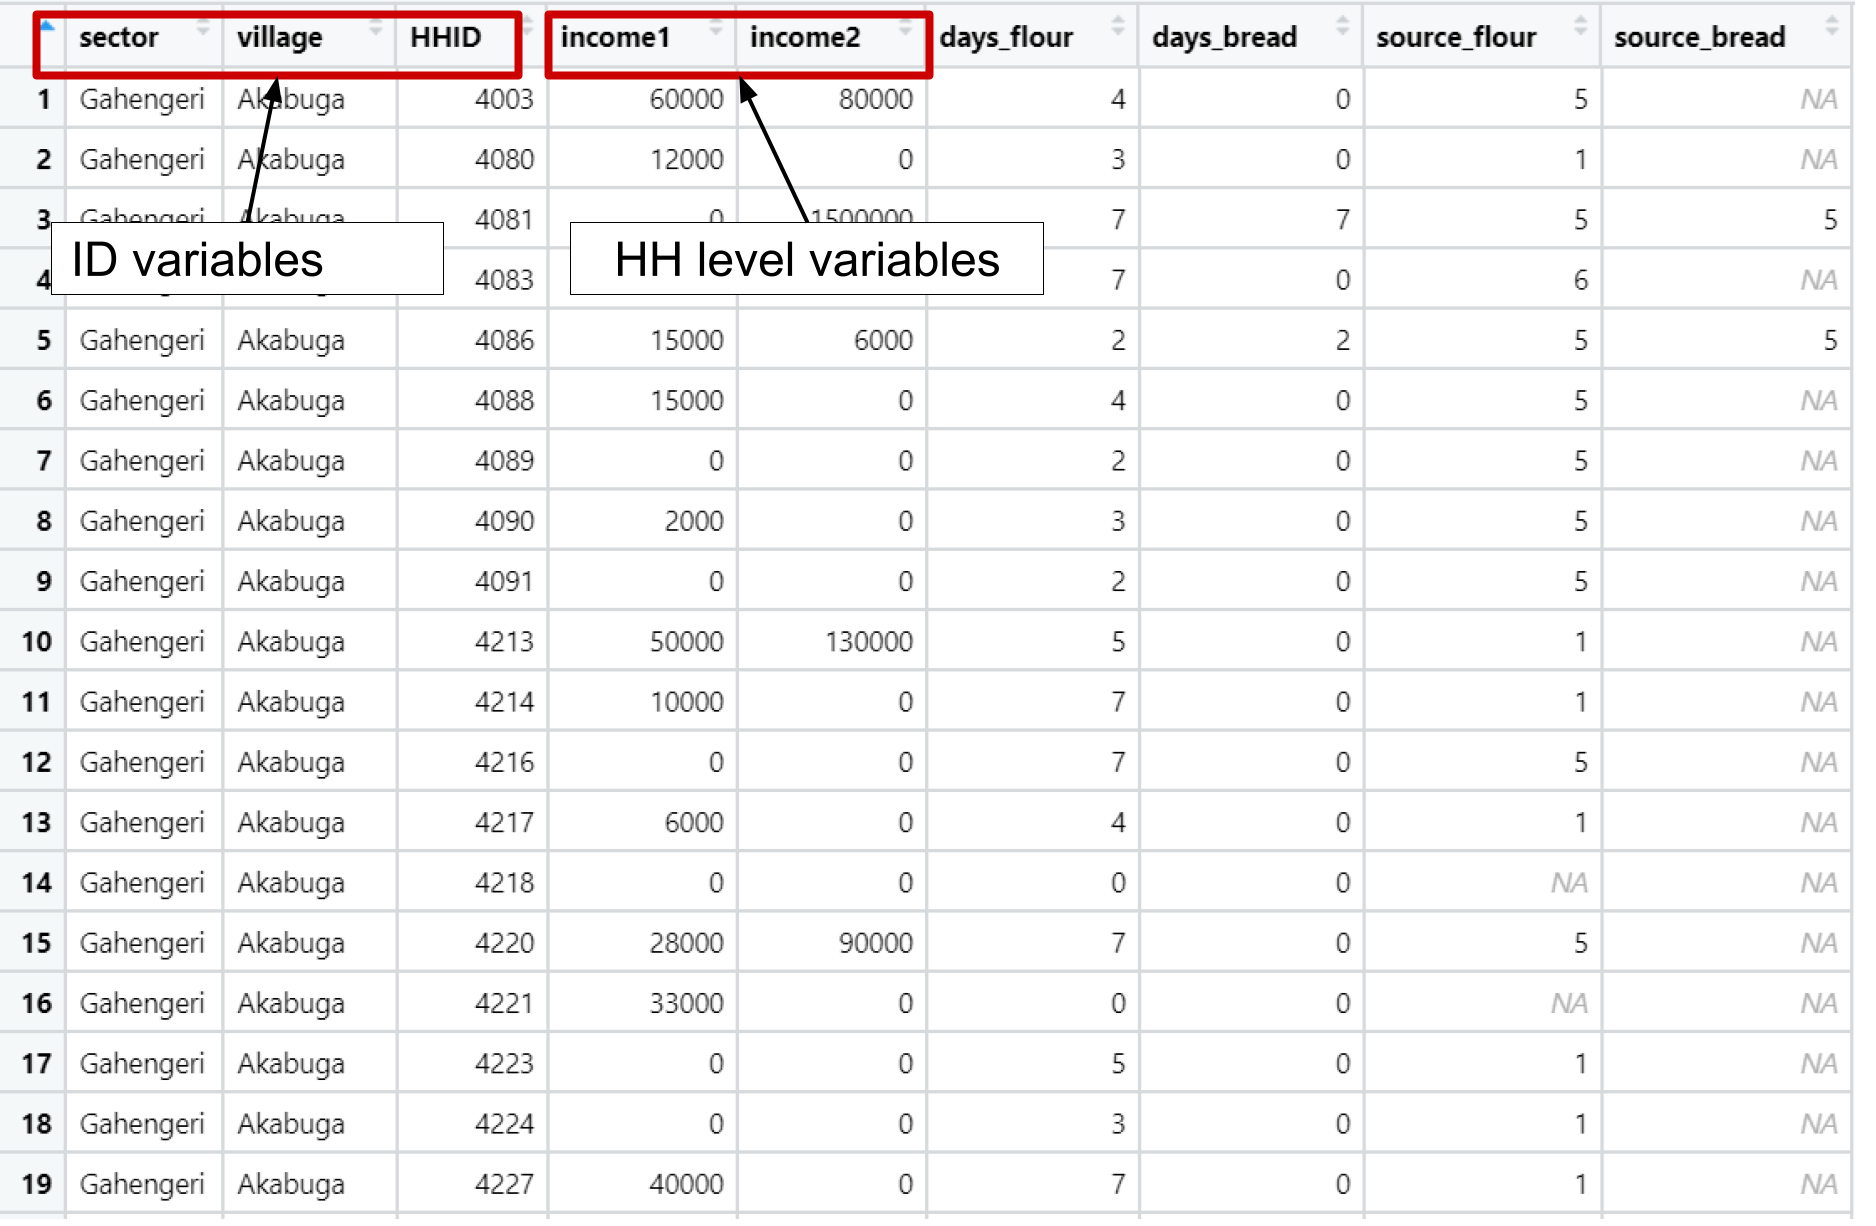 sector village HHID income1 income2 days_flour days_bread source_flour source_bread
1 Gahengeri Akabuga 4003 60000 80000 4 0 5 NA
2 Gahengeri Akabuga 4080 12000 0 3 0 1 NA
3 Gahengeri Akabuga 4081 0 1500000 7 7 5 5
ID variables HH level variables
4 4083 7 0 6 NA
5 Gahengeri Akabuga 4086 15000 6000 2 2 5 5
6 Gahengeri Akabuga 4088 15000 0 4 0 5 NA
7 Gahengeri Akabuga 4089 0 0 2 0 5 NA
8 Gahengeri Akabuga 4090 2000 0 3 0 5 NA
9 Gahengeri Akabuga 4091 0 0 2 0 5 NA
10 Gahengeri Akabuga 4213 50000 130000 5 0 1 NA
11 Gahengeri Akabuga 4214 10000 0 7 0 1 NA
12 Gahengeri Akabuga 4216 0 0 7 0 5 NA
13 Gahengeri Akabuga 4217 6000 0 4 0 1 NA
14 Gahengeri Akabuga 4218 0 0 0 0 NA NA
15 Gahengeri Akabuga 4220 28000 90000 7 0 5 NA
16 Gahengeri Akabuga 4221 33000 0 0 0 NA NA
17 Gahengeri Akabuga 4223 0 0 5 0 1 NA
18 Gahengeri Akabuga 4224 0 0 3 0 1 NA
19 Gahengeri Akabuga 4227 40000 0 7 0 1 NA